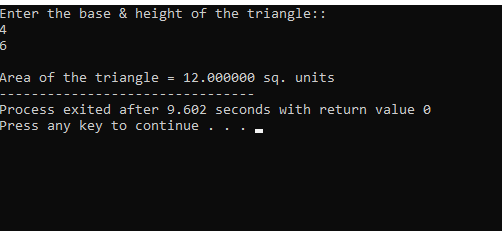 Enter the base & height of the triangle::
4
6
Area of the triangle = 12.000000 sq. units
--------------------------------
Process exited after 9.602 seconds with return value 0
Press any key to continue . . .